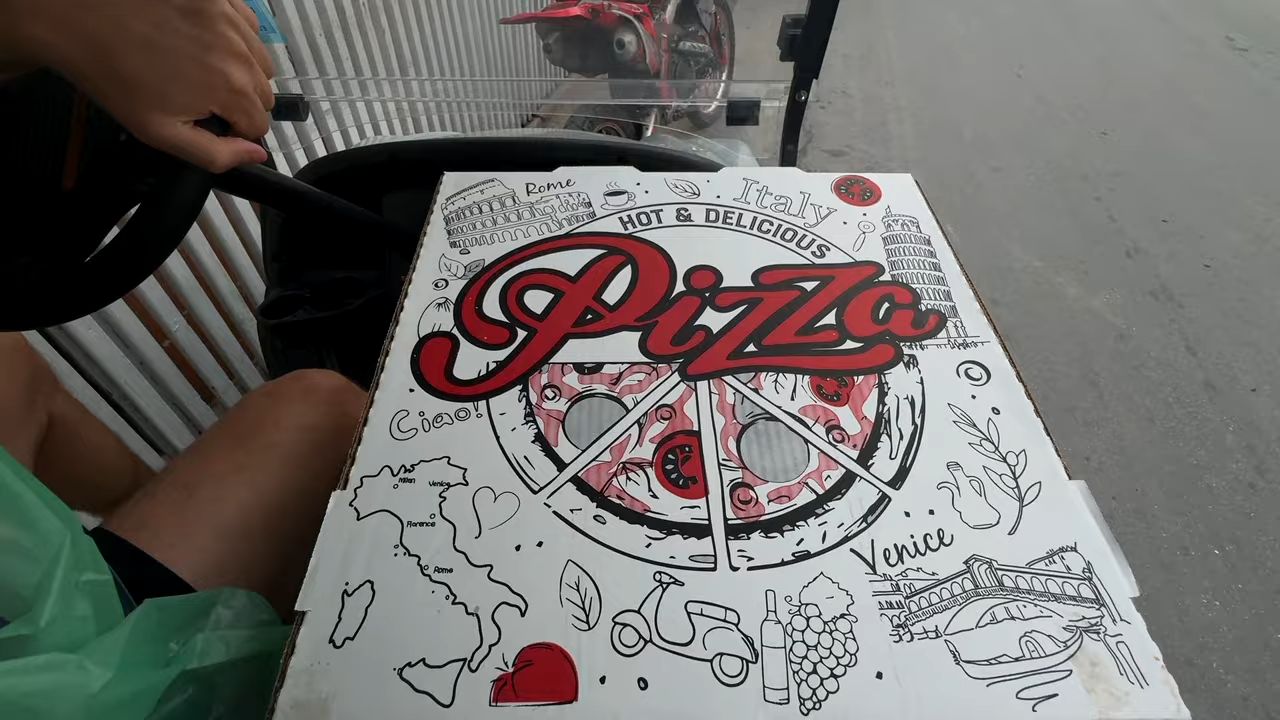 Rome
Italy
HOT & DELICIOUS
Pizza
Ciao!
Milan
Venice
Florence
Rome
Venice